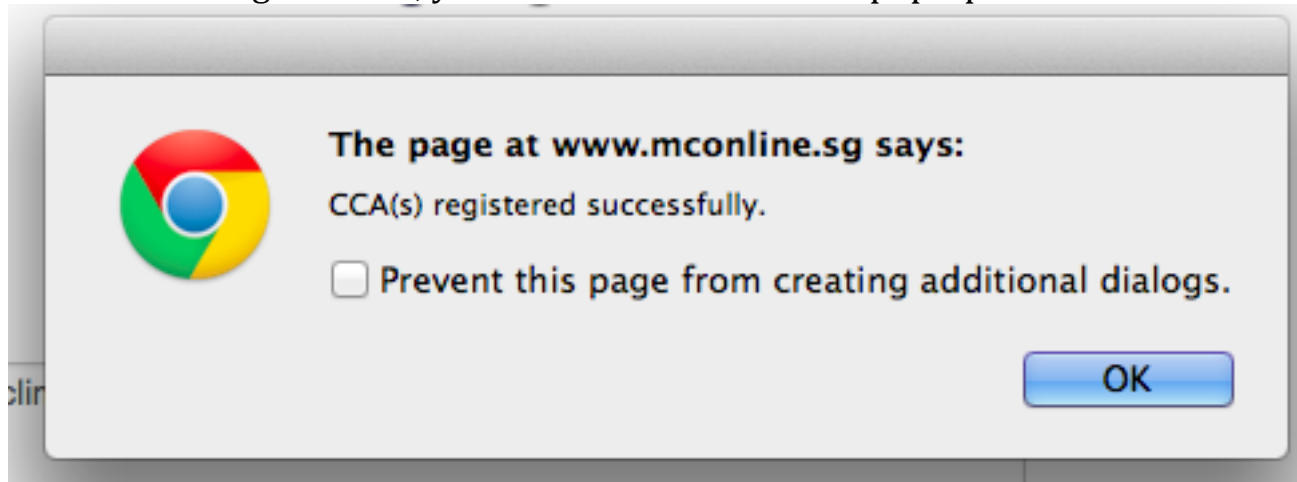 The page at www.mconline.sg says:
CCA(s) registered successfully.
Prevent this page from creating additional dialogs.
OK